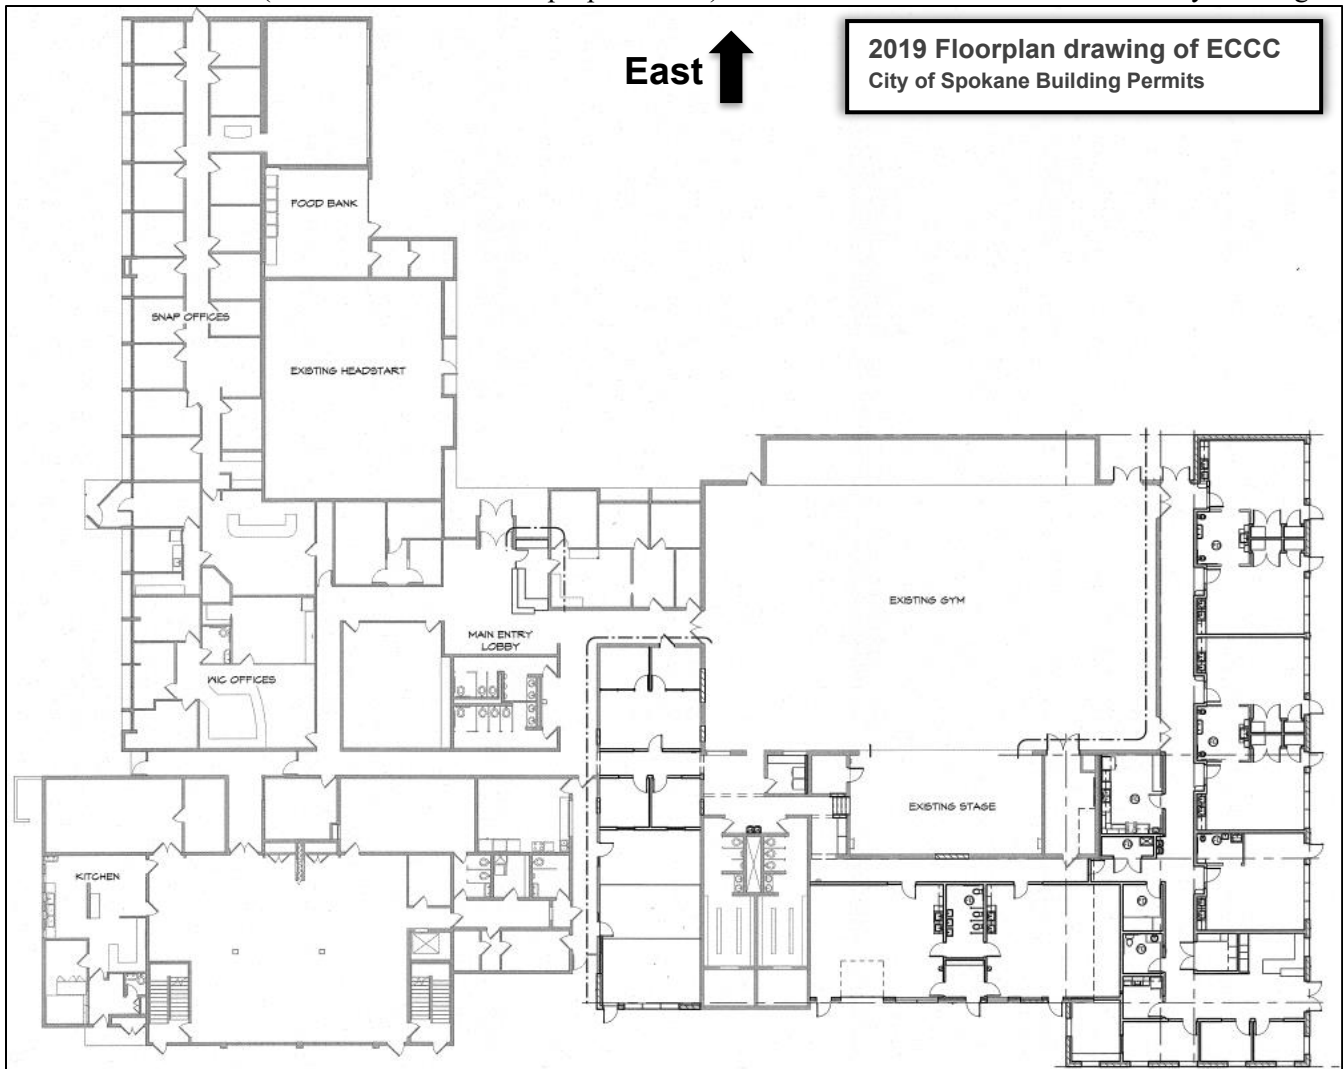 2019 Floorplan drawing of ECCC
City of Spokane Building Permits
East
FOOD BANK
SNAP OFFICES
EXISTING HEADSTART
EXISTING GYM
MAIN ENTRY
LOBBY
WIC OFFICES
EXISTING STAGE
KITCHEN